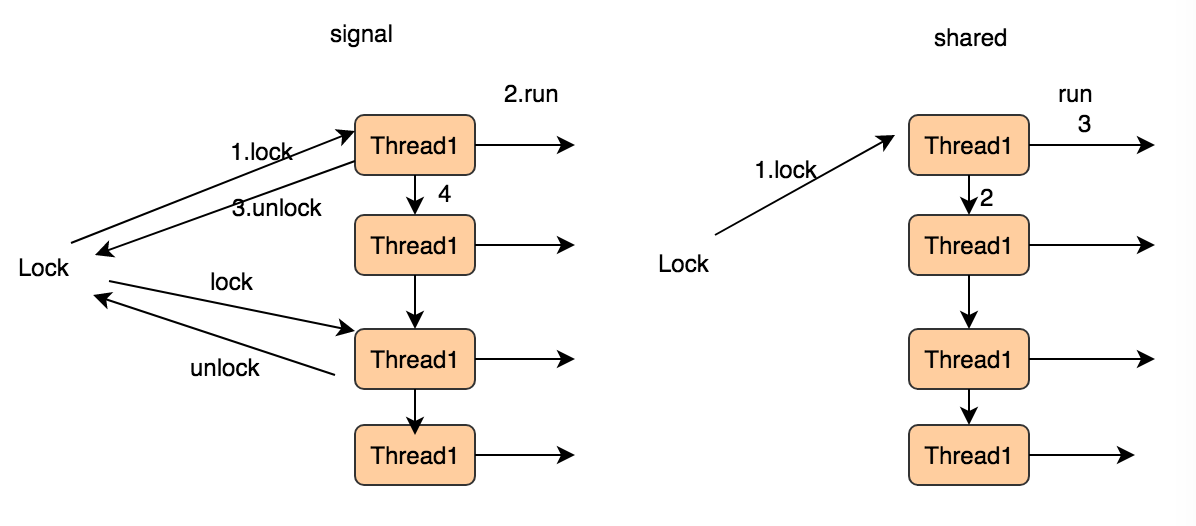 signal
2.run
1.lock
Thread1
3.unlock
4
Thread1
Lock
lock
Thread1
unlock
Thread1
shared
run
3
1.lock
Thread1
2
Thread1
Lock
Thread1
Thread1